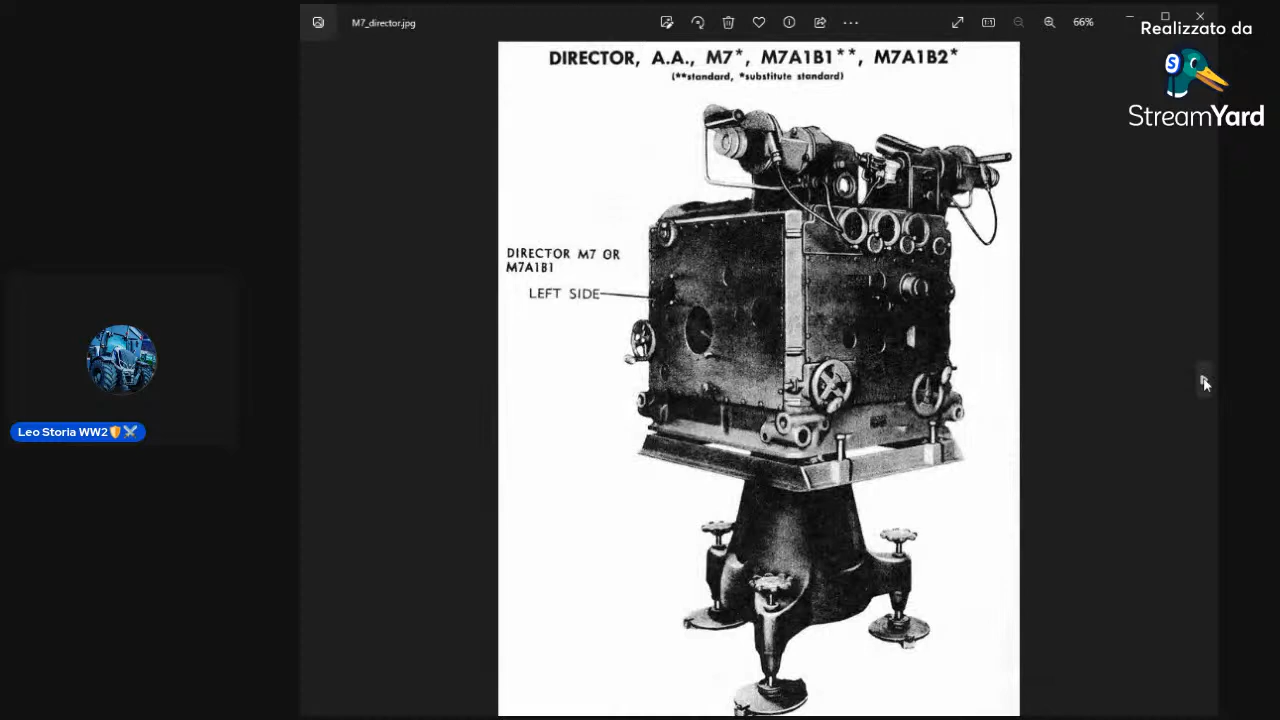 M7_director.jpg
66%
Realizzato da
StreamYard
DIRECTOR, A.A., M7*, M7A1B1**, M7A1B2*
(**standard, *substitute standard)
DIRECTOR M7 OR
M7A1B1
LEFT SIDE
Leo Storia WW2🛡️⚔️